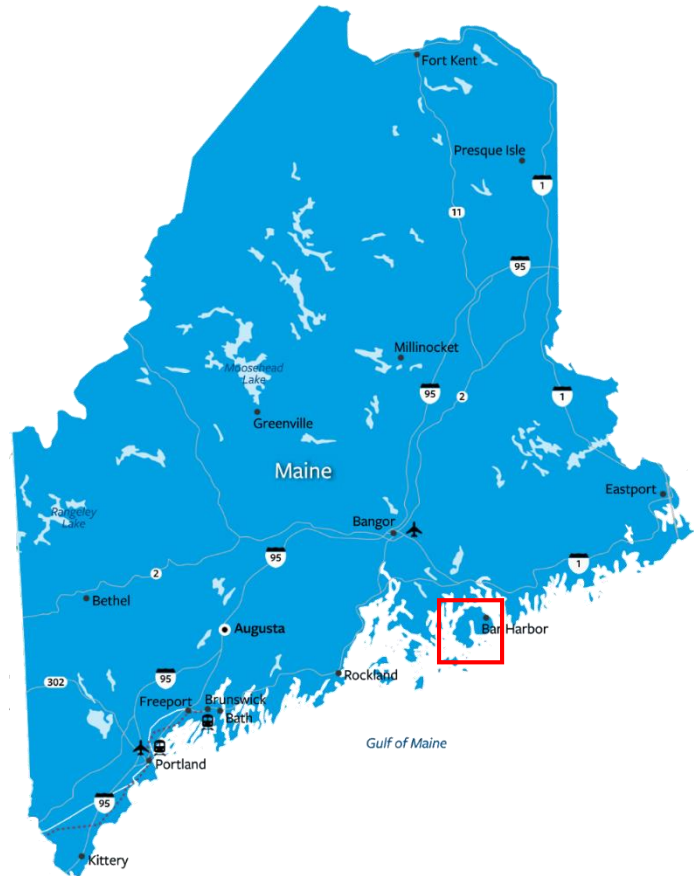 Fort Kent
Presque Isle
1
11
95
Millinocket
Moosehead
Lake
95
2
1
Greenville
Maine
Eastport
Rangeley
Lake
Bangor
95
1
2
Bethel
Augusta
Bar Harbor
302
95
Rockland
Freeport
Brunswick
Bath
Gulf of Maine
Portland
95
Kittery